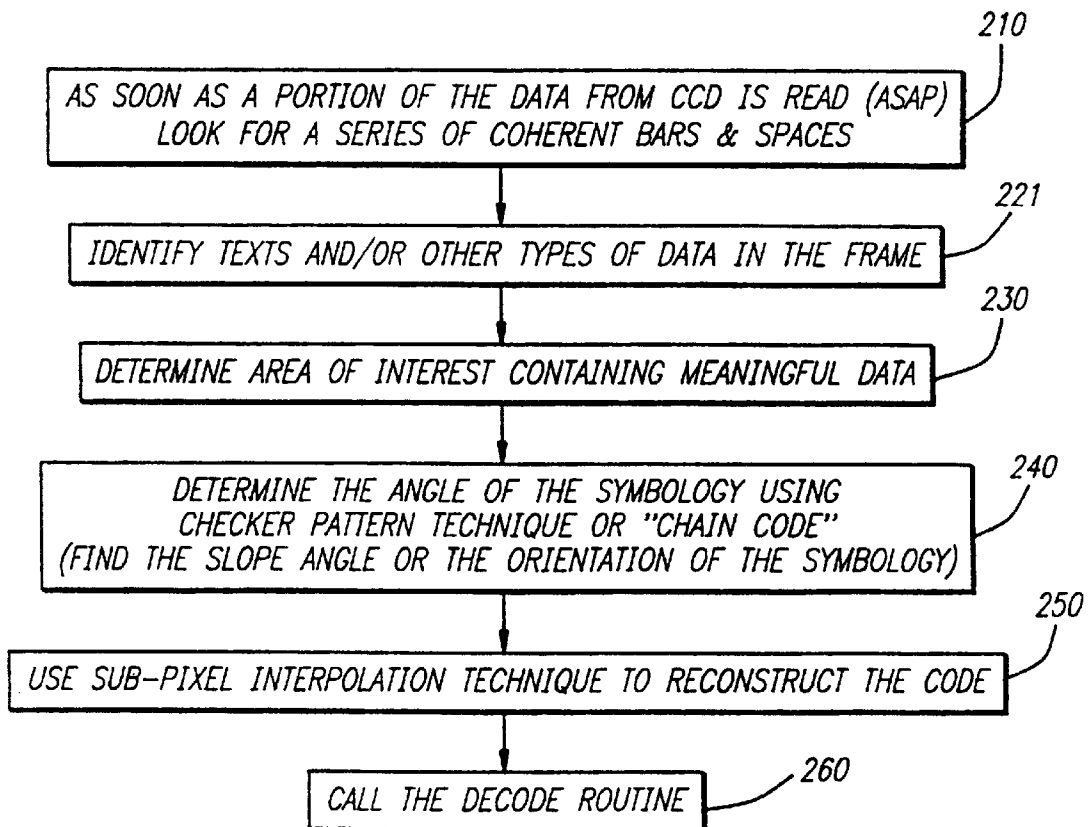 210
AS SOON AS A PORTION OF THE DATA FROM CCD IS READ (ASAP)
LOOK FOR A SERIES OF COHERENT BARS & SPACES
221
IDENTIFY TEXTS AND/OR OTHER TYPES OF DATA IN THE FRAME
230
DETERMINE AREA OF INTEREST CONTAINING MEANINGFUL DATA
240
DETERMINE THE ANGLE OF THE SYMBOLOGY USING
CHECKER PATTERN TECHNIQUE OR "CHAIN CODE"
(FIND THE SLOPE ANGLE OR THE ORIENTATION OF THE SYMBOLOGY)
250
USE SUB-PIXEL INTERPOLATION TECHNIQUE TO RECONSTRUCT THE CODE
260
CALL THE DECODE ROUTINE